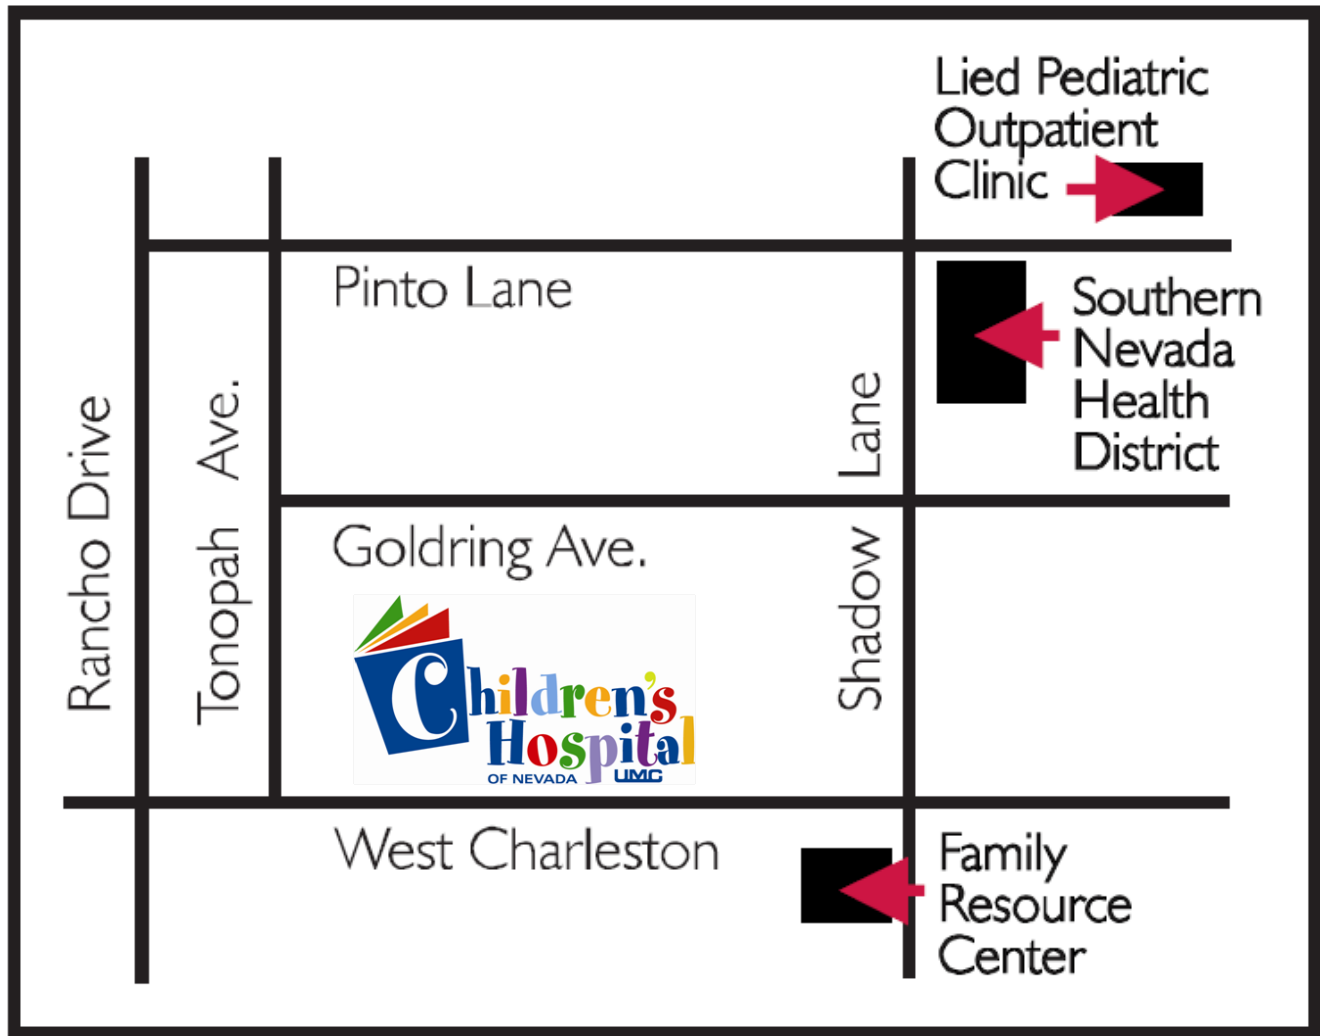 Lied Pediatric
Outpatient
Clinic
Pinto Lane
Southern
Nevada
Health
District
Rancho Drive
Tonopah Ave.
Shadow Lane
Goldring Ave.
Children's
Hospital
OF NEVADA UMC
West Charleston
Family
Resource
Center